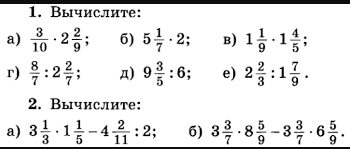 1. Вычислите:
а) 3/10 · 2 2/9; б) 5 1/7 · 2; в) 1 1/9 · 1 4/5;
г) 8/7 : 2 2/7; д) 9 3/5 : 6; е) 2 2/3 : 1 7/9.
2. Вычислите:
а) 3 1/3 · 1 1/5 − 4 2/11 : 2; б) 3 3/7 · 8 5/9 − 3 3/7 · 6 5/9.